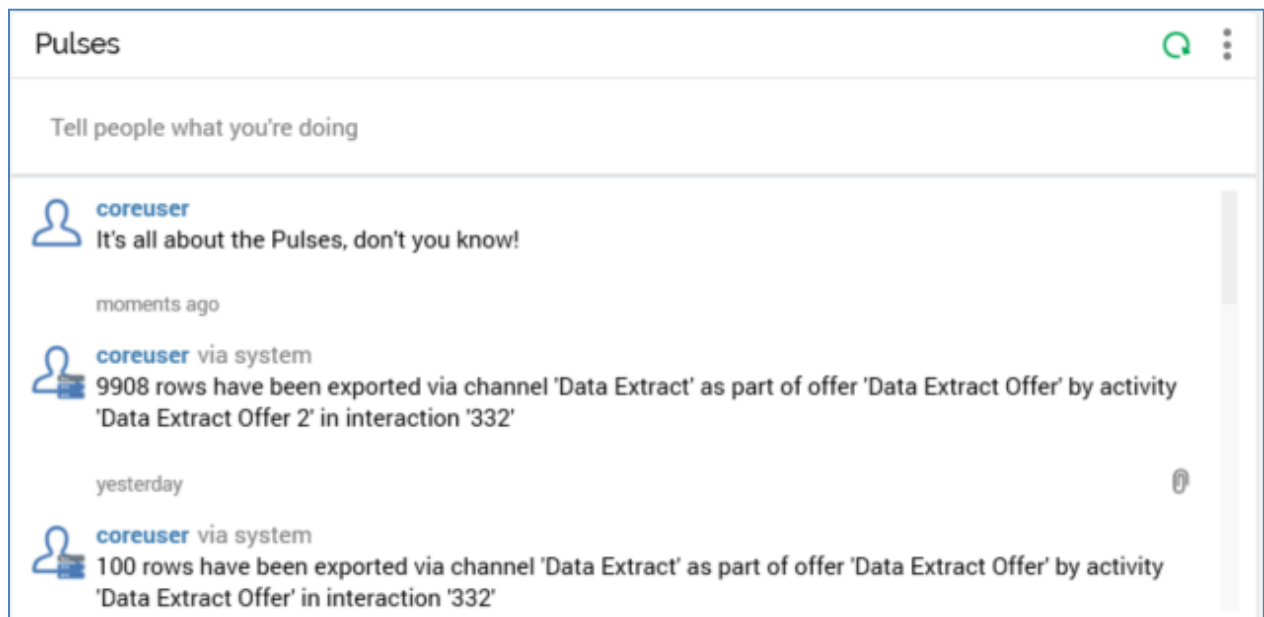 Pulses
Tell people what you're doing
coreuser
It's all about the Pulses, don't you know!
moments ago
coreuser via system
9908 rows have been exported via channel 'Data Extract' as part of offer 'Data Extract Offer' by activity
'Data Extract Offer 2' in interaction '332'
yesterday
coreuser via system
100 rows have been exported via channel 'Data Extract' as part of offer 'Data Extract Offer' by activity
'Data Extract Offer' in interaction '332'